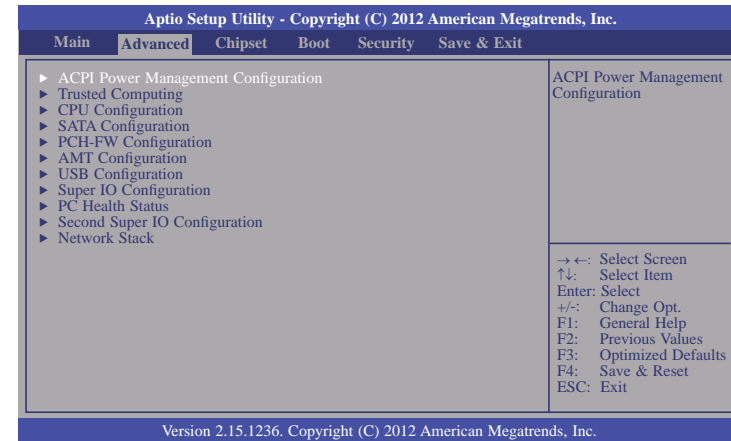 Aptio Setup Utility - Copyright (C) 2012 American Megatrends, Inc.
Main Advanced Chipset Boot Security Save & Exit
► ACPI Power Management Configuration
► Trusted Computing
► CPU Configuration
► SATA Configuration
► PCH-FW Configuration
► AMT Configuration
► USB Configuration
► Super IO Configuration
► PC Health Status
► Second Super IO Configuration
► Network Stack
ACPI Power Management
Configuration
→←: Select Screen
↑↓: Select Item
Enter: Select
+/-: Change Opt.
F1: General Help
F2: Previous Values
F3: Optimized Defaults
F4: Save & Reset
ESC: Exit
Version 2.15.1236. Copyright (C) 2012 American Megatrends, Inc.